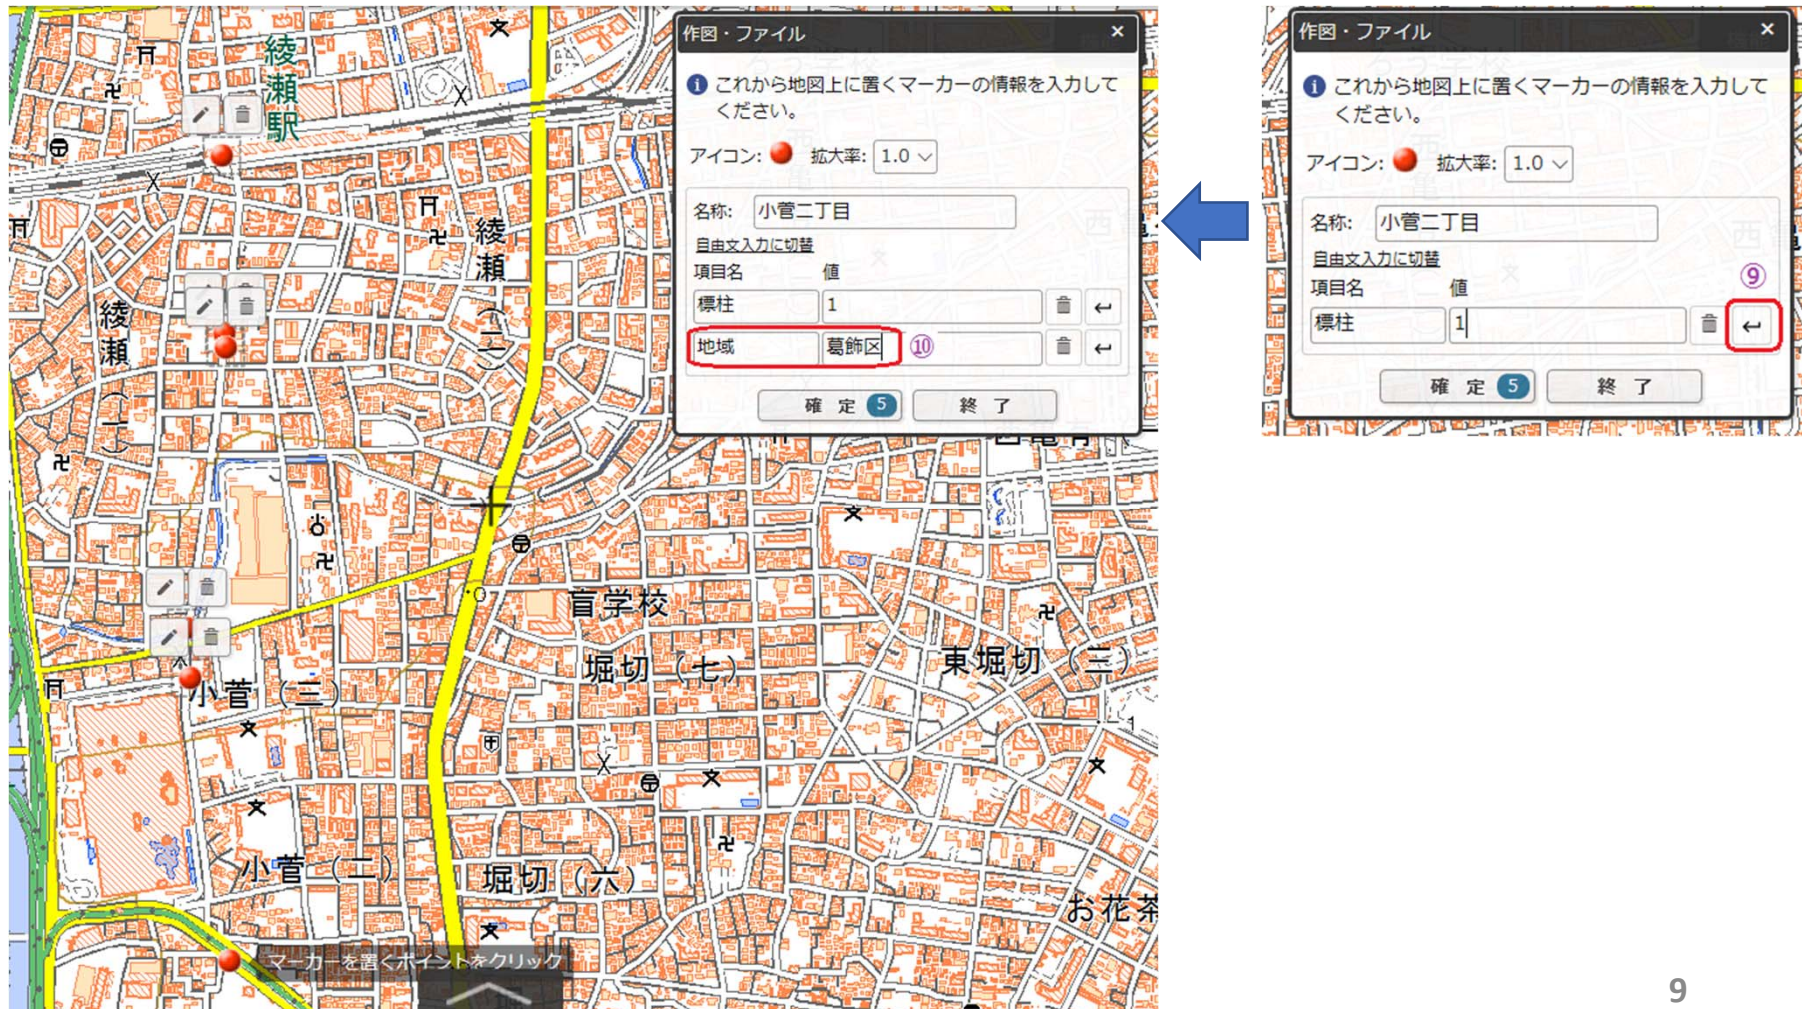 作図・ファイル ×
これから地図上に置くマーカーの情報を入力して
ください。
アイコン: 拡大率: 1.0
名称: 小菅二丁目
自由文入力に切替
項目名 値
標柱 1
地域 葛飾区 ⑩
確 定 5 終 了
作図・ファイル ×
これから地図上に置くマーカーの情報を入力して
ください。
アイコン: 拡大率: 1.0
名称: 小菅二丁目
自由文入力に切替
⑨
項目名 値
標柱 1
確 定 5 終 了
綾瀬駅
綾瀬(二)
綾瀬(一)
盲学校
堀切(七)
東堀切(三)
小菅(三)
小菅(二)
堀切(六)
お花茶
マーカーを置くポイントをクリック
9